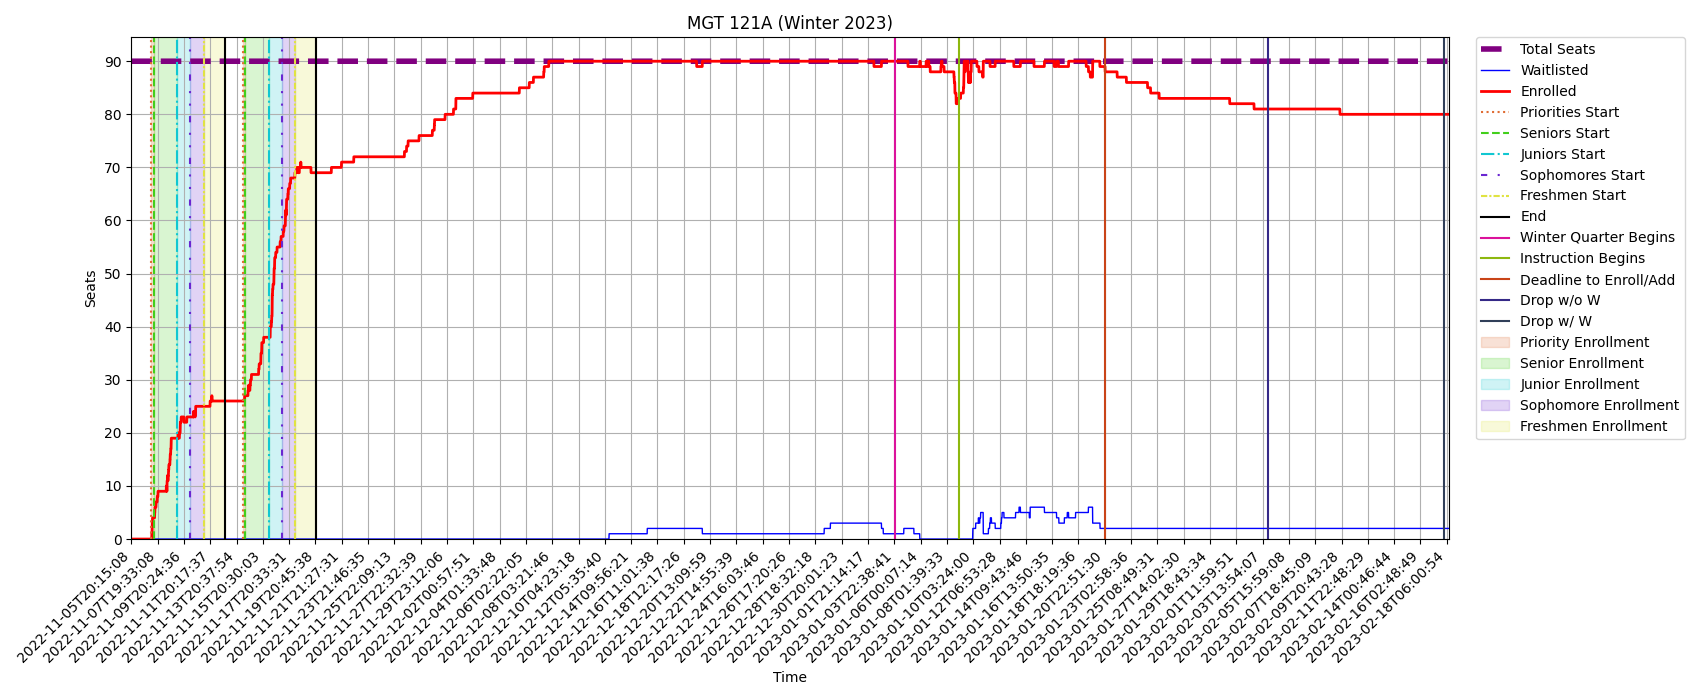 MGT 121A (Winter 2023)
Seats
90
80
70
60
50
40
30
20
10
0
2022-11-05T20:15:08
2022-11-07T19:33:08
2022-11-09T20:24:36
2022-11-11T20:17:37
2022-11-13T20:37:54
2022-11-15T20:30:03
2022-11-17T20:33:31
2022-11-19T20:45:38
2022-11-21T21:27:31
2022-11-23T21:46:35
2022-11-25T22:09:13
2022-11-27T22:32:39
2022-11-29T23:12:06
2022-12-02T00:57:51
2022-12-04T01:33:48
2022-12-06T02:22:05
2022-12-08T03:21:46
2022-12-10T04:23:18
2022-12-12T05:35:40
2022-12-14T09:56:21
2022-12-16T11:01:38
2022-12-18T12:17:26
2022-12-20T13:09:59
2022-12-22T14:55:39
2022-12-24T16:03:46
2022-12-26T17:20:26
2022-12-28T18:32:18
2022-12-30T20:01:23
2023-01-01T21:14:17
2023-01-03T22:38:41
2023-01-06T00:07:14
2023-01-08T01:39:33
2023-01-10T03:24:00
2023-01-12T06:53:28
2023-01-14T09:43:46
2023-01-16T13:50:35
2023-01-18T18:19:36
2023-01-20T22:51:30
2023-01-23T02:58:36
2023-01-25T08:49:31
2023-01-27T14:02:30
2023-01-29T18:43:34
2023-02-01T11:59:51
2023-02-03T13:54:07
2023-02-05T15:59:08
2023-02-07T18:45:09
2023-02-09T20:43:28
2023-02-11T22:48:29
2023-02-14T00:46:44
2023-02-16T02:48:49
2023-02-18T06:00:54
Time
Total Seats
Waitlisted
Enrolled
Priorities Start
Seniors Start
Juniors Start
Sophomores Start
Freshmen Start
End
Winter Quarter Begins
Instruction Begins
Deadline to Enroll/Add
Drop w/o W
Drop w/ W
Priority Enrollment
Senior Enrollment
Junior Enrollment
Sophomore Enrollment
Freshmen Enrollment